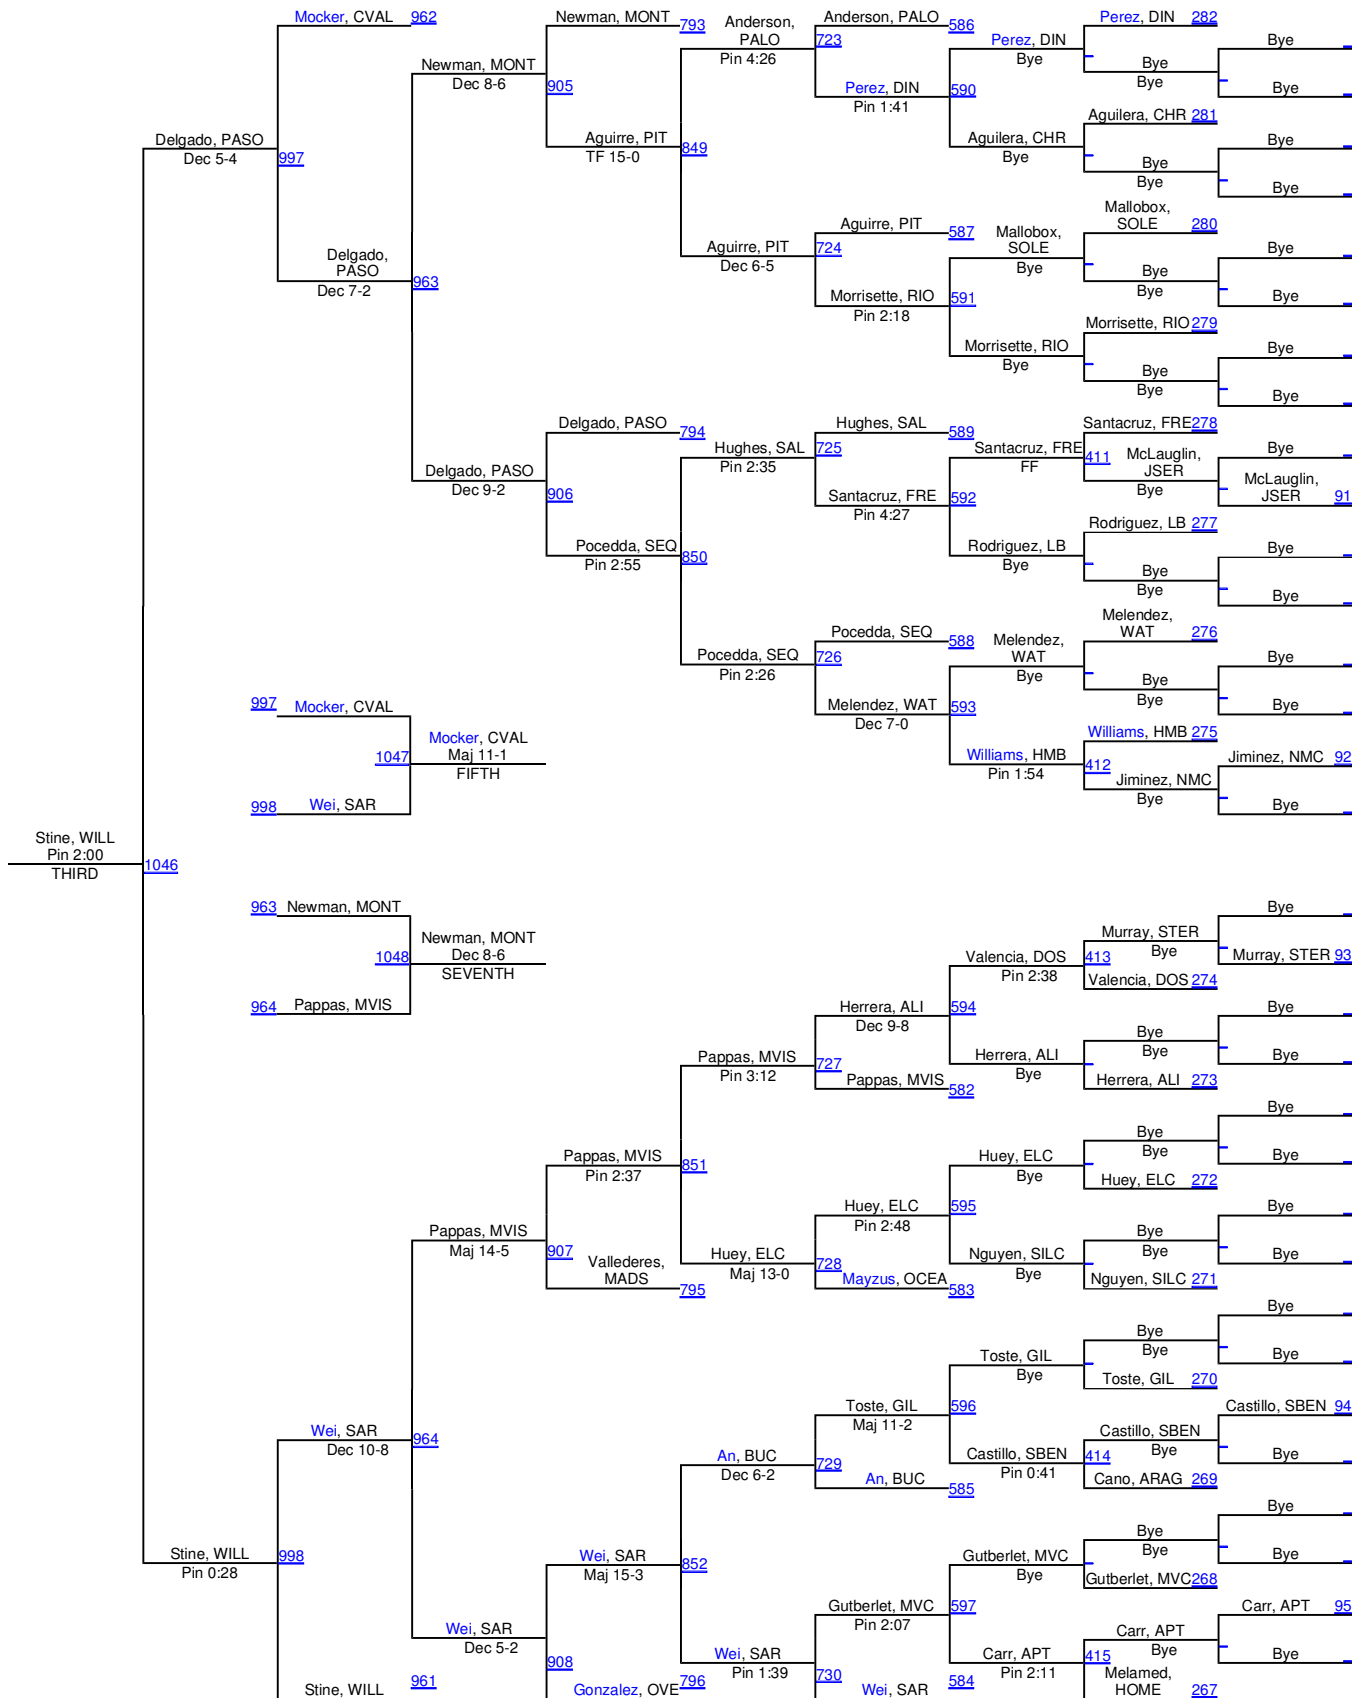 Mocker, CVAL 962
Newman, MONT 793
Anderson, PALO
Pin 4:26
Anderson, PALO 586
723
Perez, DIN 282
Perez, DIN
Bye
Bye
Bye
Bye
Bye
Newman, MONT
Dec 8-6
905
Perez, DIN
Pin 1:41
590
Aguilera, CHR 281
Delgado, PASO
Dec 5-4
997
Aguirre, PIT
TF 15-0
849
Aguilera, CHR
Bye
Bye
Bye
Bye
Bye
Delgado, PASO
Dec 7-2
963
Aguirre, PIT
Dec 6-5
Aguirre, PIT 587
724
Mallobox, SOLE
Bye
Mallobox, SOLE 280
Bye
Bye
Bye
Bye
Morrisette, RIO
Pin 2:18
591
Morrisette, RIO 279
Morrisette, RIO
Bye
Bye
Bye
Bye
Bye
Delgado, PASO 794
Hughes, SAL
Pin 2:35
Hughes, SAL 589
725
Santacruz, FRE 278
Santacruz, FRE
FF
411
McLauglin, JSER
Bye
Bye
McLauglin, JSER 91
Delgado, PASO
Dec 9-2
906
Santacruz, FRE
Pin 4:27
592
Rodriguez, LB 277
Pocedda, SEQ
Pin 2:55
850
Rodriguez, LB
Bye
Bye
Bye
Bye
Bye
Pocedda, SEQ
Pin 2:26
Pocedda, SEQ 588
726
Melendez, WAT
Bye
Melendez, WAT 276
Bye
Bye
Bye
Bye
997 Mocker, CVAL
Melendez, WAT
Dec 7-0
593
Williams, HMB 275
1047
Mocker, CVAL
Maj 11-1
FIFTH
Williams, HMB
Pin 1:54
412
Jiminez, NMC
Bye
Jiminez, NMC 92
Bye
998 Wei, SAR
Stine, WILL
Pin 2:00
THIRD
1046
963 Newman, MONT
1048
Newman, MONT
Dec 8-6
SEVENTH
964 Pappas, MVIS
Valencia, DOS
Pin 2:38
413
Murray, STER
Bye
Bye
Murray, STER 93
Valencia, DOS 274
Herrera, ALI
Dec 9-8
594
Pappas, MVIS
Pin 3:12
727
Pappas, MVIS 582
Herrera, ALI
Bye
Bye
Bye
Bye
Bye
Herrera, ALI 273
Pappas, MVIS
Pin 2:37
851
Huey, ELC
Bye
Bye
Bye
Bye
Bye
Huey, ELC 272
Pappas, MVIS
Maj 14-5
907
Vallederes, MADS
795
Huey, ELC
Maj 13-0
728
Huey, ELC
Pin 2:48
595
Mayzus, OCEA
583
Nguyen, SILC
Bye
Bye
Bye
Bye
Bye
Nguyen, SILC 271
Toste, GIL
Bye
Bye
Bye
Bye
Bye
Toste, GIL 270
Wei, SAR
Dec 10-8
964
An, BUC
Dec 6-2
729
Toste, GIL
Maj 11-2
596
An, BUC
585
Castillo, SBEN
Pin 0:41
414
Castillo, SBEN
Bye
Castillo, SBEN 94
Bye
Cano, ARAG 269
Stine, WILL
Pin 0:28
998
Wei, SAR
Maj 15-3
852
Gutberlet, MVC
Bye
Bye
Bye
Bye
Bye
Gutberlet, MVC 268
Wei, SAR
Dec 5-2
908
Wei, SAR
Pin 1:39
730
Gutberlet, MVC
Pin 2:07
597
Carr, APT
Pin 2:11
415
Carr, APT
Bye
Carr, APT 95
Bye
Stine, WILL 961
Gonzalez, OVE 796
Wei, SAR 584
Melamed, HOME 267